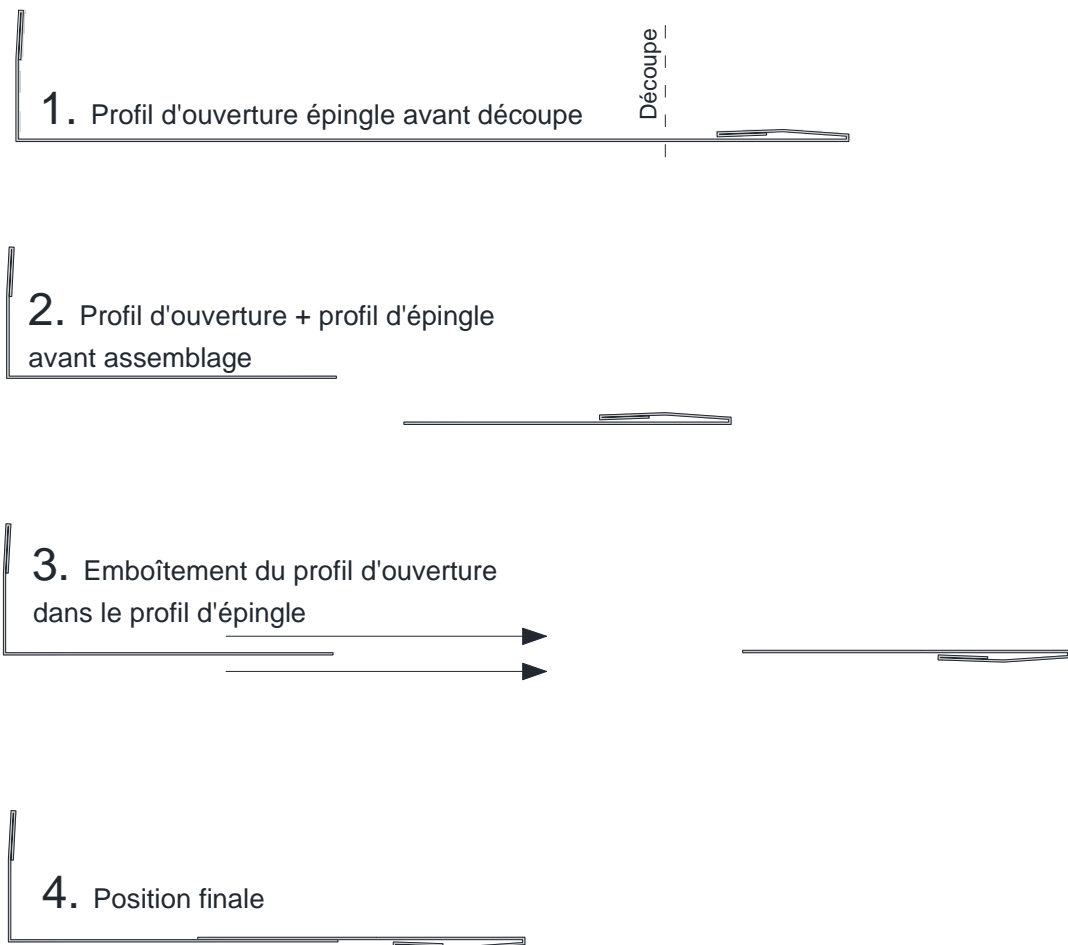 Découpe
1. Profil d'ouverture épingle avant découpe
2. Profil d'ouverture + profil d'épingle
avant assemblage
3. Emboîtement du profil d'ouverture
dans le profil d'épingle
4. Position finale